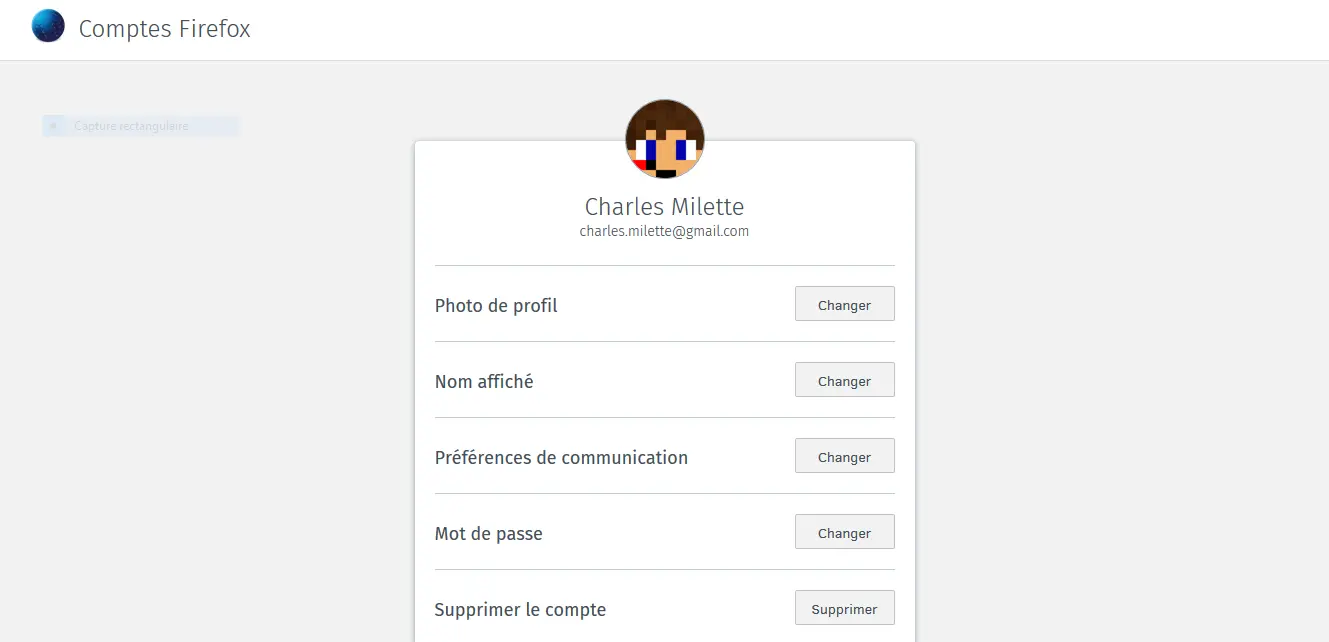 Comptes Firefox
Capture rectangulaire
Charles Milette
charles.milette@gmail.com
Photo de profil
Changer
Nom affiché
Changer
Préférences de communication
Changer
Mot de passe
Changer
Supprimer le compte
Supprimer